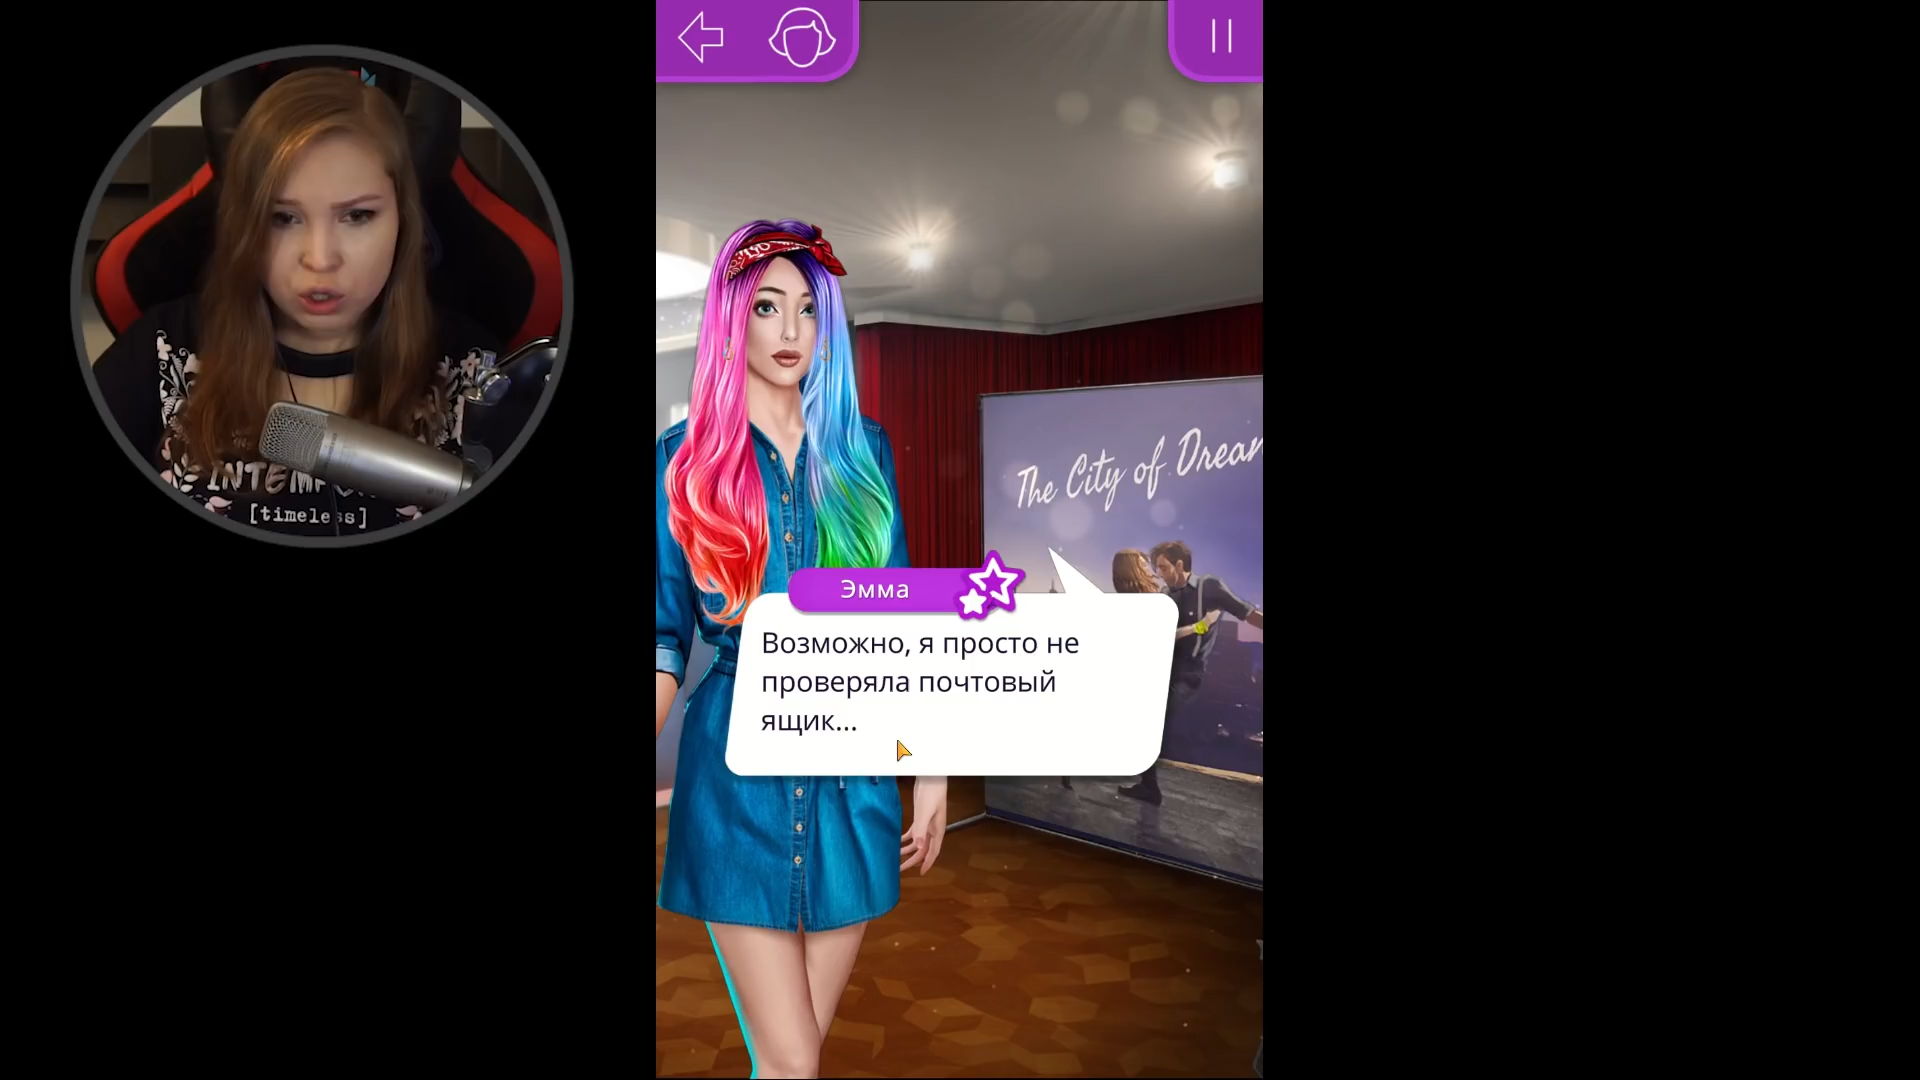 The City of Dream
Эмма
Возможно, я просто не
проверяла почтовый
ящик...
[timeless]